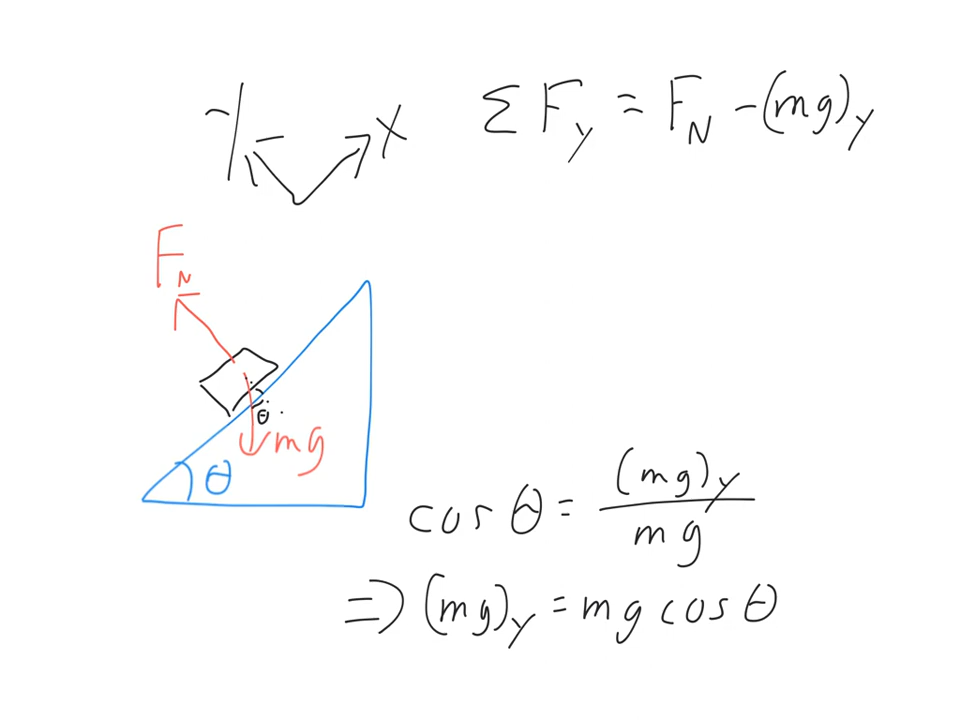 Y X
ΣF_y = F_N - (mg)_y
F_N
θ
mg
θ
cos θ = (mg)_y / mg
⇒ (mg)_y = mg cos θ